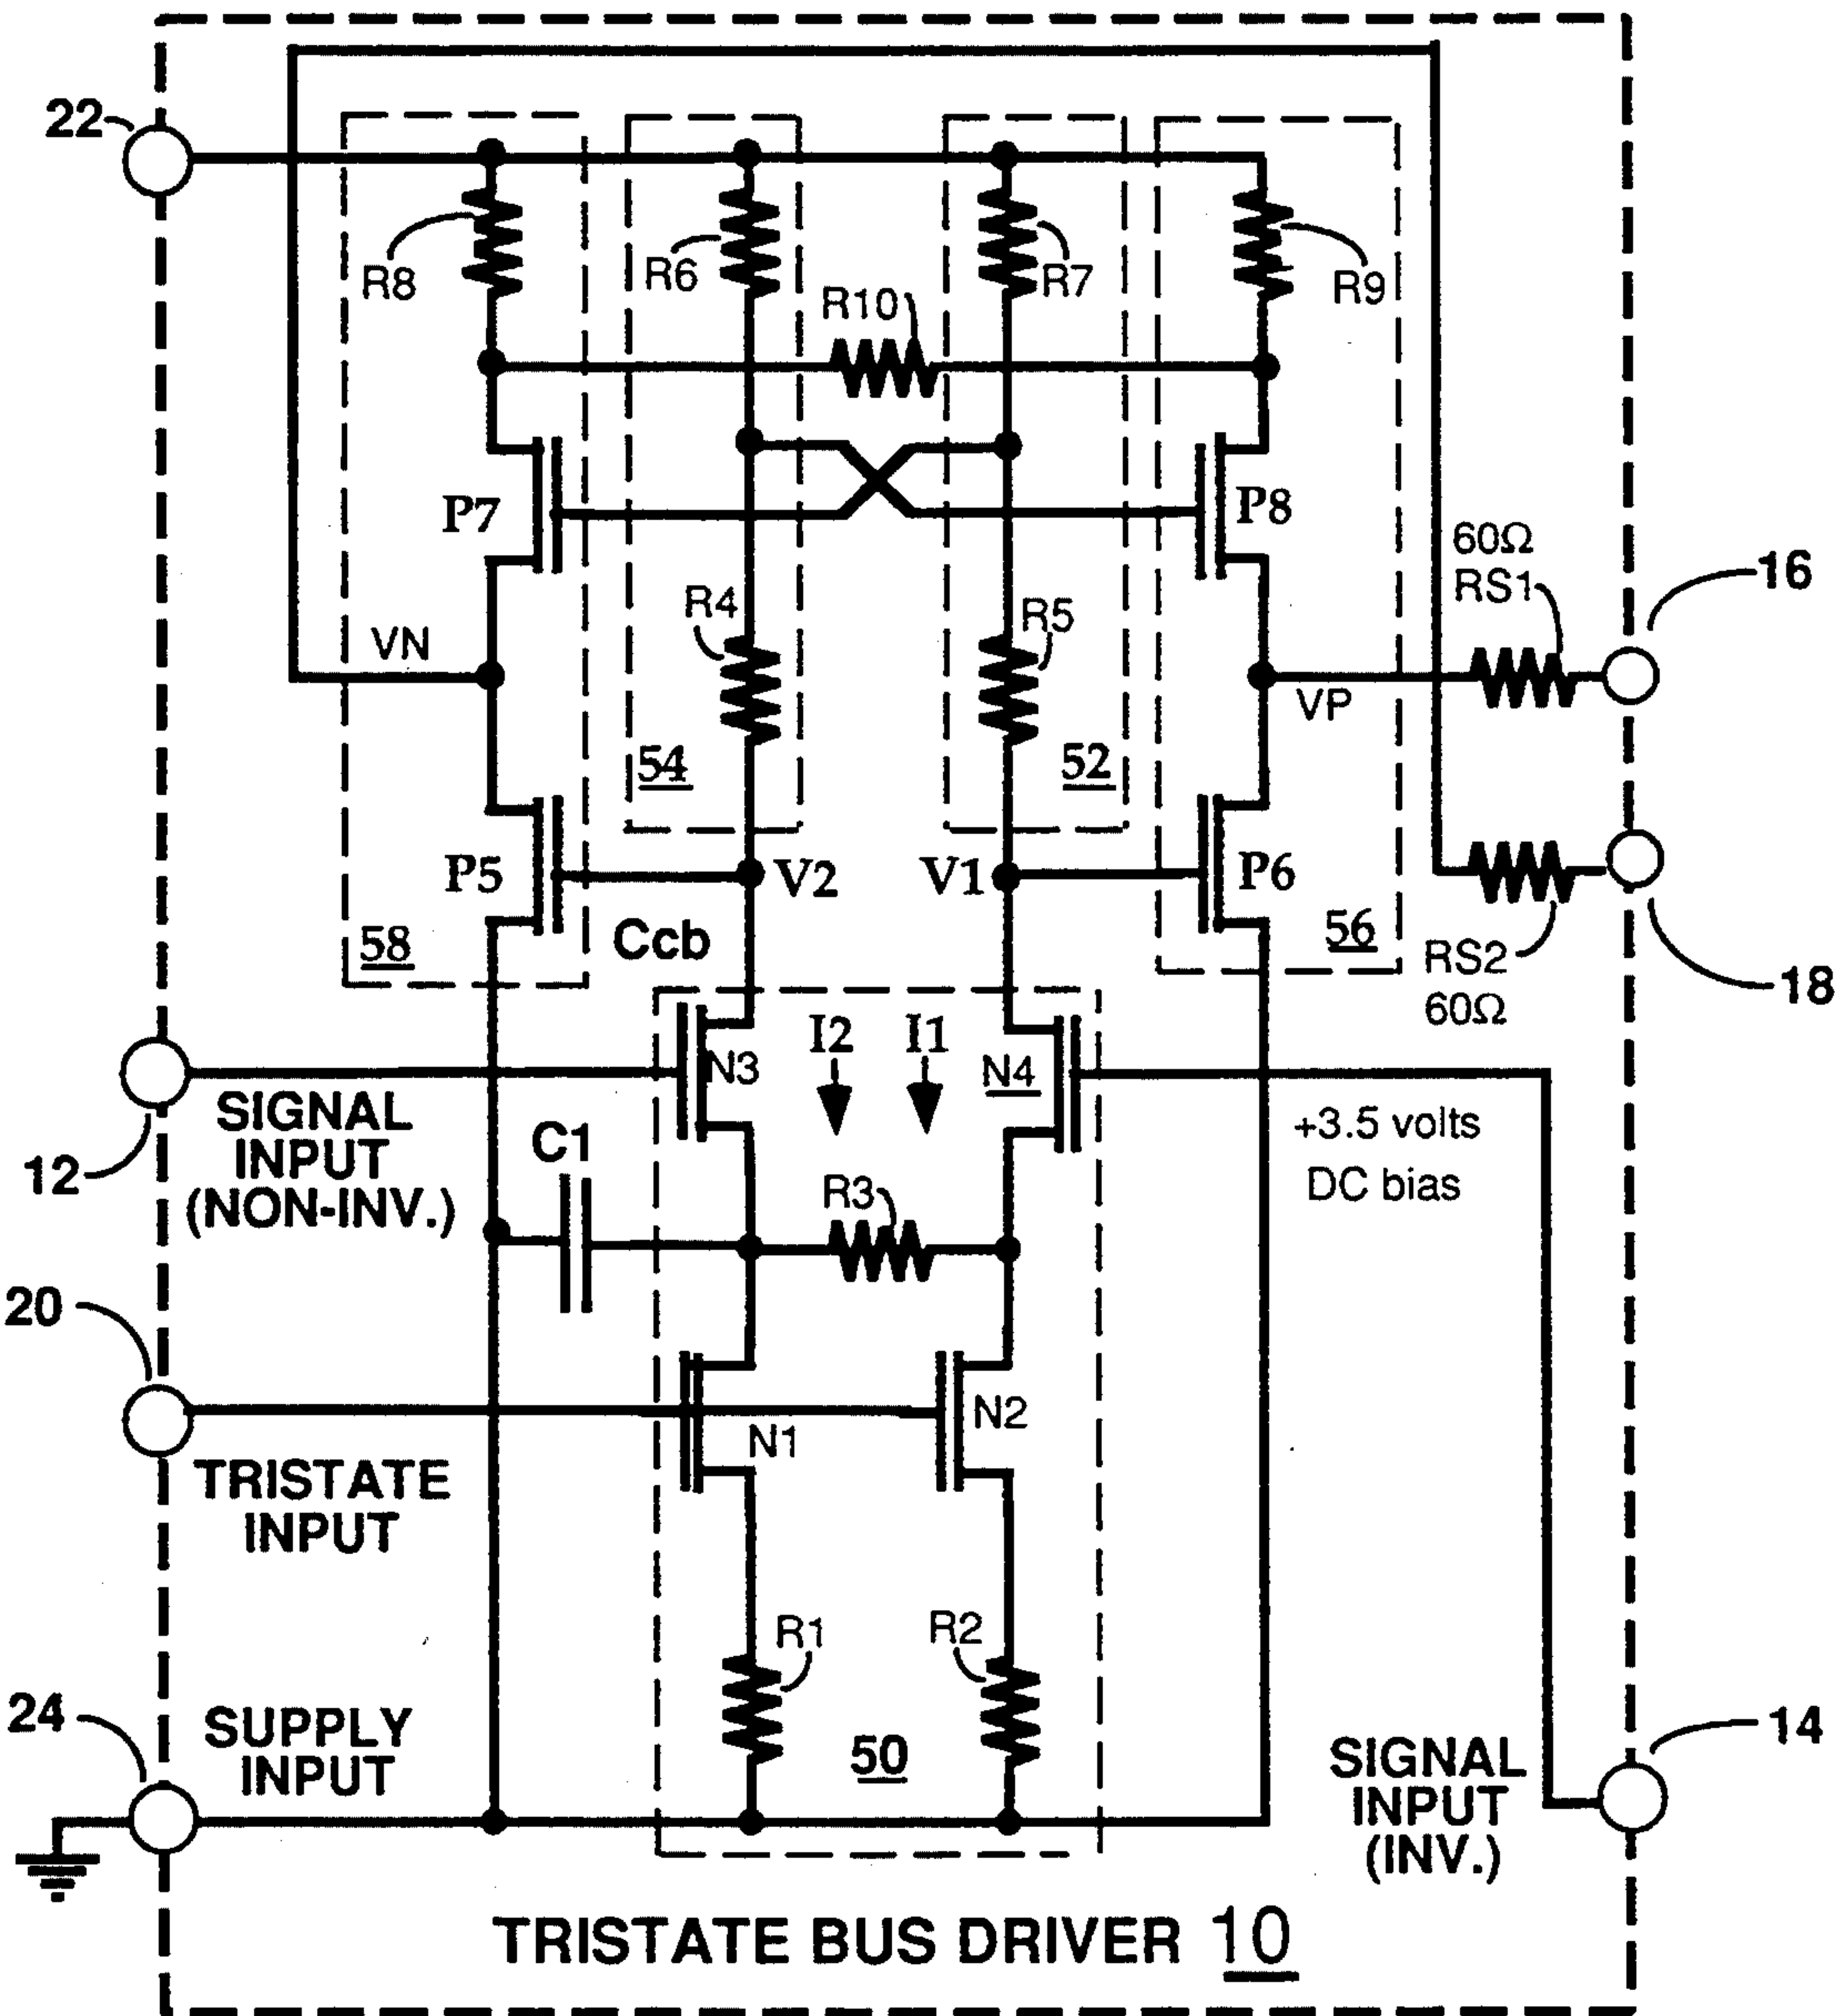 22
R8
R6
R10
R7
R9
P7
P8
60Ω
RS1
16
R4
R5
VN
VP
54
52
P5
V2
V1
P6
58
Ccb
56
RS2
60Ω
18
N3
I2
I1
N4
SIGNAL
INPUT
(NON-INV.)
12
C1
+3.5 volts
DC bias
R3
20
N1
N2
TRISTATE
INPUT
R1
R2
24
SUPPLY
INPUT
50
14
SIGNAL
INPUT
(INV.)
TRISTATE BUS DRIVER 10